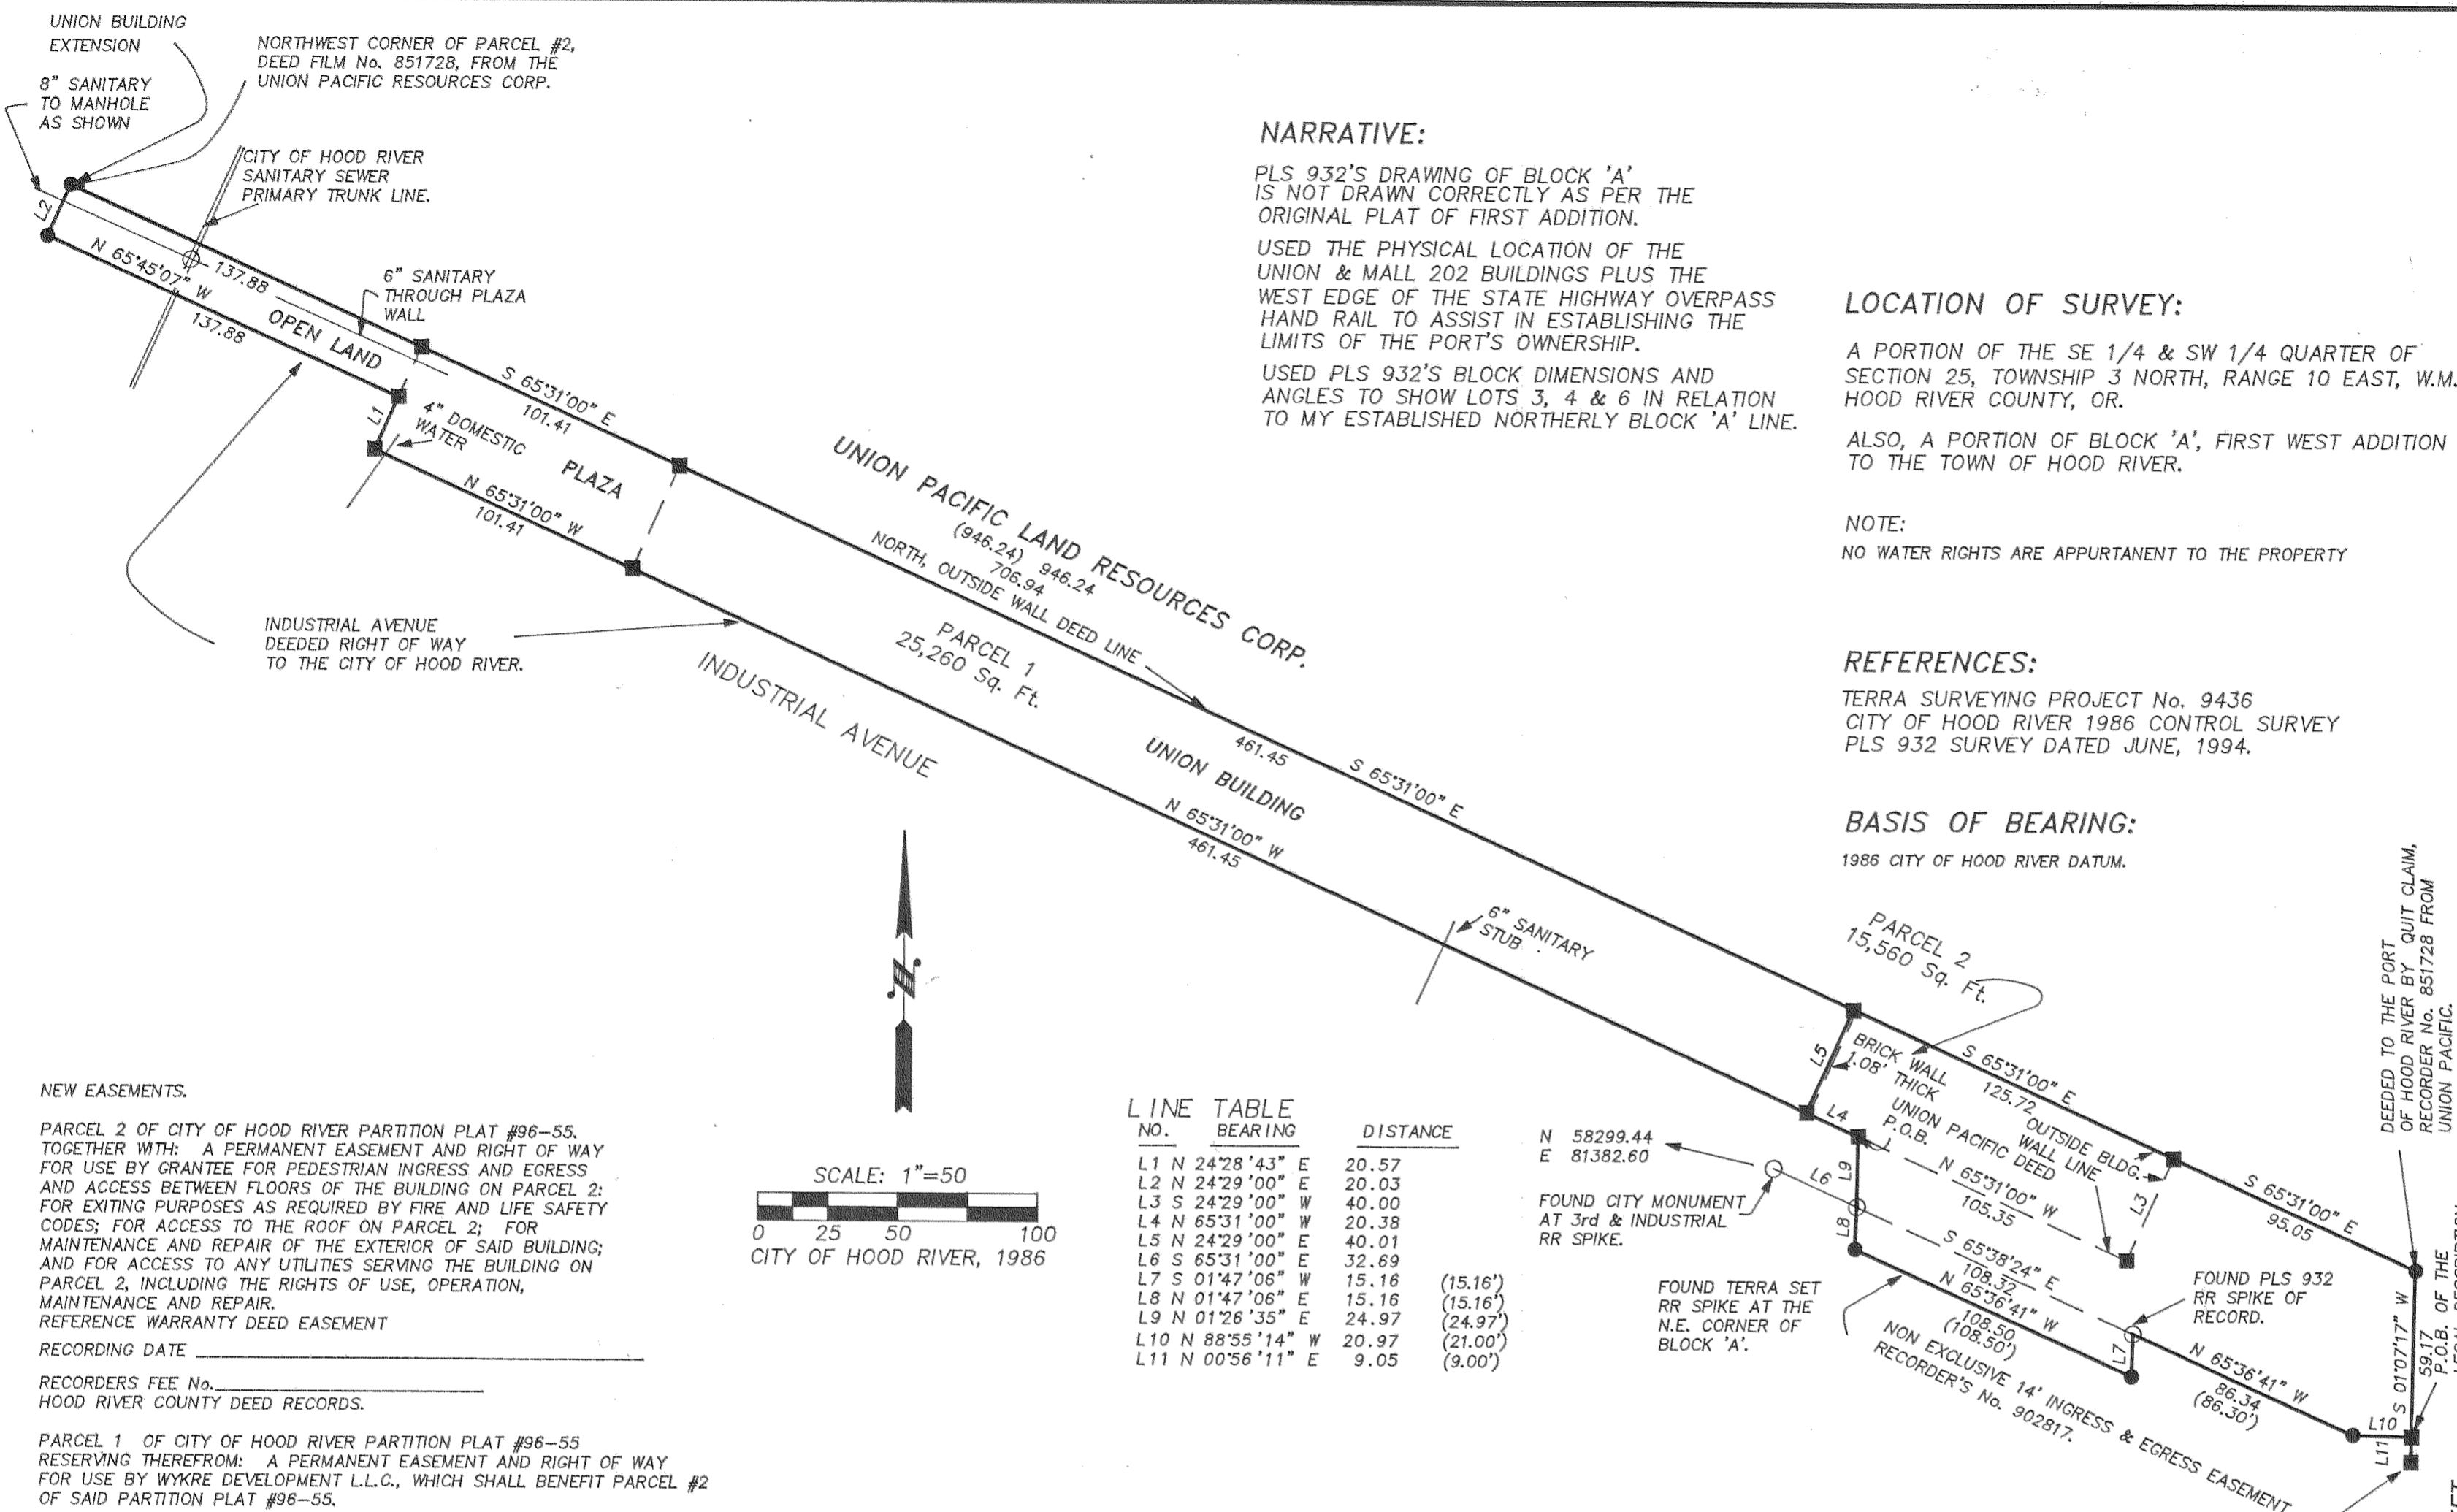 UNION BUILDING
EXTENSION
NORTHWEST CORNER OF PARCEL #2,
DEED FILM No. 851728, FROM THE
UNION PACIFIC RESOURCES CORP.
8" SANITARY
TO MANHOLE
AS SHOWN
CITY OF HOOD RIVER
SANITARY SEWER
PRIMARY TRUNK LINE.
L2
N 65°45'07" W
137.88
137.88
OPEN LAND
6" SANITARY
THROUGH PLAZA
WALL
L1
4" DOMESTIC
WATER
S 65°31'00" E
101.41
PLAZA
N 65°31'00" W
101.41
INDUSTRIAL AVENUE
DEEDED RIGHT OF WAY
TO THE CITY OF HOOD RIVER.
UNION PACIFIC LAND RESOURCES CORP.
(946.24) 946.24
706.94
NORTH, OUTSIDE WALL DEED LINE
PARCEL 1
25,260 Sq. Ft.
INDUSTRIAL AVENUE
461.45
S 65°31'00" E
UNION BUILDING
N 65°31'00" W
461.45
6" SANITARY
STUB
NARRATIVE:
PLS 932'S DRAWING OF BLOCK 'A'
IS NOT DRAWN CORRECTLY AS PER THE
ORIGINAL PLAT OF FIRST ADDITION.
USED THE PHYSICAL LOCATION OF THE
UNION & MALL 202 BUILDINGS PLUS THE
WEST EDGE OF THE STATE HIGHWAY OVERPASS
HAND RAIL TO ASSIST IN ESTABLISHING THE
LIMITS OF THE PORT'S OWNERSHIP.
USED PLS 932'S BLOCK DIMENSIONS AND
ANGLES TO SHOW LOTS 3, 4 & 6 IN RELATION
TO MY ESTABLISHED NORTHERLY BLOCK 'A' LINE.
LOCATION OF SURVEY:
A PORTION OF THE SE 1/4 & SW 1/4 QUARTER OF
SECTION 25, TOWNSHIP 3 NORTH, RANGE 10 EAST, W.M.
HOOD RIVER COUNTY, OR.
ALSO, A PORTION OF BLOCK 'A', FIRST WEST ADDITION
TO THE TOWN OF HOOD RIVER.
NOTE:
NO WATER RIGHTS ARE APPURTANENT TO THE PROPERTY
REFERENCES:
TERRA SURVEYING PROJECT No. 9436
CITY OF HOOD RIVER 1986 CONTROL SURVEY
PLS 932 SURVEY DATED JUNE, 1994.
BASIS OF BEARING:
1986 CITY OF HOOD RIVER DATUM.
N
SCALE: 1"=50
0 25 50 100
CITY OF HOOD RIVER, 1986
NEW EASEMENTS.
PARCEL 2 OF CITY OF HOOD RIVER PARTITION PLAT #96-55.
TOGETHER WITH: A PERMANENT EASEMENT AND RIGHT OF WAY
FOR USE BY GRANTEE FOR PEDESTRIAN INGRESS AND EGRESS
AND ACCESS BETWEEN FLOORS OF THE BUILDING ON PARCEL 2:
FOR EXITING PURPOSES AS REQUIRED BY FIRE AND LIFE SAFETY
CODES; FOR ACCESS TO THE ROOF ON PARCEL 2; FOR
MAINTENANCE AND REPAIR OF THE EXTERIOR OF SAID BUILDING;
AND FOR ACCESS TO ANY UTILITIES SERVING THE BUILDING ON
PARCEL 2, INCLUDING THE RIGHTS OF USE, OPERATION,
MAINTENANCE AND REPAIR.
REFERENCE WARRANTY DEED EASEMENT
RECORDING DATE
RECORDERS FEE No.
HOOD RIVER COUNTY DEED RECORDS.
PARCEL 1 OF CITY OF HOOD RIVER PARTITION PLAT #96-55
RESERVING THEREFROM: A PERMANENT EASEMENT AND RIGHT OF WAY
FOR USE BY WYKRE DEVELOPMENT L.L.C., WHICH SHALL BENEFIT PARCEL #2
OF SAID PARTITION PLAT #96-55.
LINE TABLE
NO. BEARING DISTANCE
L1 N 24°28'43" E 20.57
L2 N 24°29'00" E 20.03
L3 S 24°29'00" W 40.00
L4 N 65°31'00" W 20.38
L5 N 24°29'00" E 40.01
L6 S 65°31'00" E 32.69
L7 S 01°47'06" W 15.16 (15.16')
L8 N 01°47'06" E 15.16 (15.16')
L9 N 01°26'35" E 24.97 (24.97')
L10 N 88°55'14" W 20.97 (21.00')
L11 N 00°56'11" E 9.05 (9.00')
PARCEL 2
15,560 Sq. Ft.
L5
BRICK WALL
1.08' THICK
S 65°31'00" E
125.72
OUTSIDE BLDG.
WALL LINE
UNION PACIFIC DEED
P.O.B.
L4
N 65°31'00" W
105.35
L3
L9
L6
L8
N 58299.44
E 81382.60
FOUND CITY MONUMENT
AT 3rd & INDUSTRIAL
RR SPIKE.
S 65°38'24" E
108.32
N 65°36'41" W
108.50
(108.50')
FOUND TERRA SET
RR SPIKE AT THE
N.E. CORNER OF
BLOCK 'A'.
S 65°31'00" E
95.05
FOUND PLS 932
RR SPIKE OF
RECORD.
L7
N 65°36'41" W
86.34
(86.30')
NON EXCLUSIVE 14' INGRESS & EGRESS EASEMENT
RECORDER'S No. 902817.
L10
L11
S 01°07'17" W
59.17
P.O.B. OF THE
DEEDED TO THE PORT
OF HOOD RIVER BY QUIT CLAIM,
RECORDER No. 851728 FROM
UNION PACIFIC.